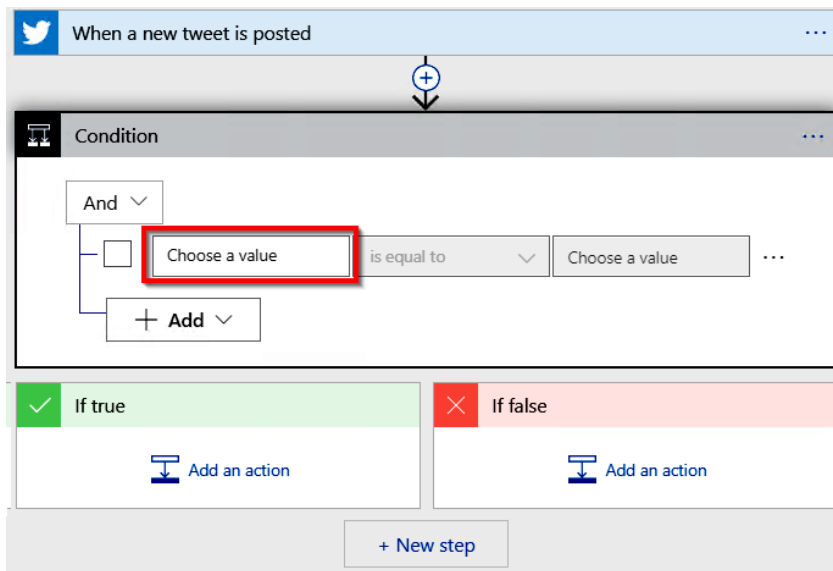 When a new tweet is posted
Condition
And
Choose a value is equal to Choose a value
Add
If true If false
Add an action Add an action
+ New step